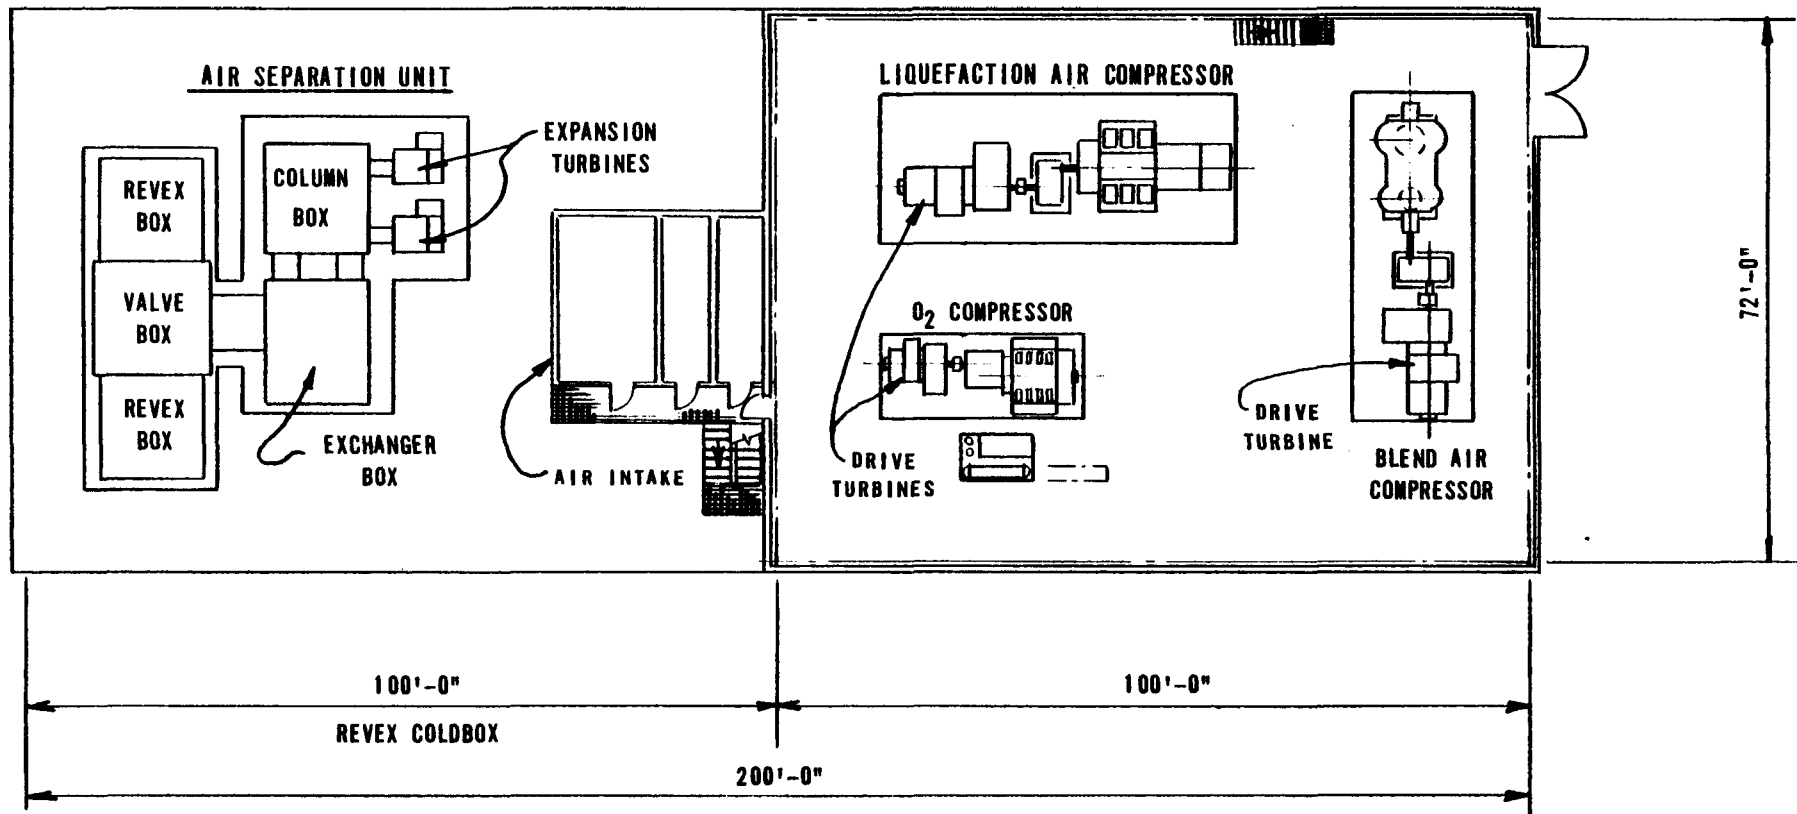 AIR SEPARATION UNIT
EXPANSION
TURBINES
REVEX
BOX
COLUMN
BOX
VALVE
BOX
REVEX
BOX
EXCHANGER
BOX
AIR INTAKE
LIQUEFACTION AIR COMPRESSOR
O2 COMPRESSOR
DRIVE
TURBINES
DRIVE
TURBINE
BLEND AIR
COMPRESSOR
72'-0"
100'-0"
REVEX COLDBOX
100'-0"
200'-0"